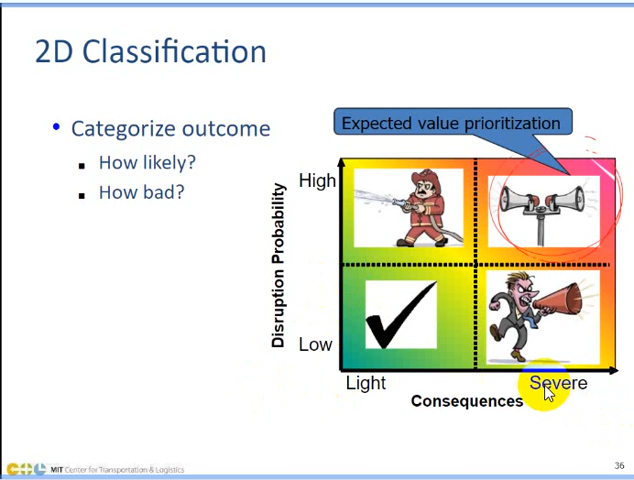 2D Classification
• Categorize outcome
▪ How likely?
▪ How bad?
Expected value prioritization
High
Disruption Probability
Low
Light
Severe
Consequences
MIT Center for Transportation & Logistics
36